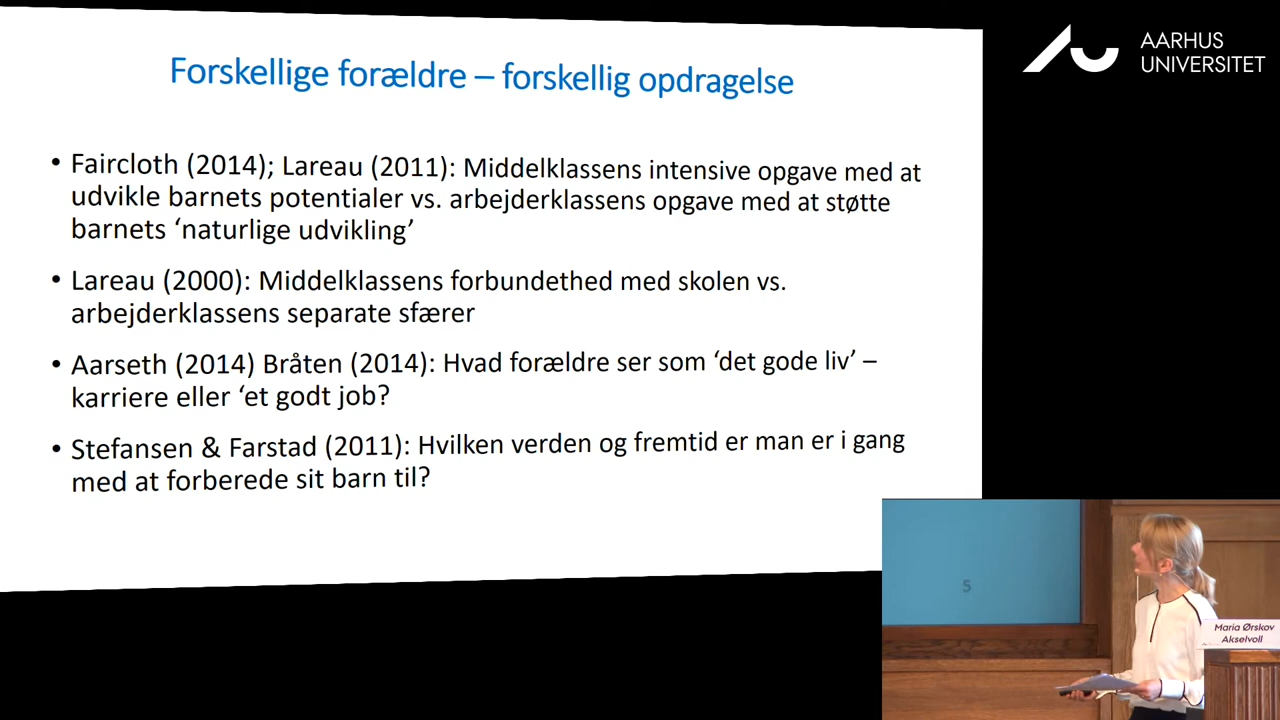 AARHUS
UNIVERSITET
Forskellige forældre – forskellig opdragelse
• Faircloth (2014); Lareau (2011): Middelklassens intensive opgave med at
udvikle barnets potentialer vs. arbejderklassens opgave med at støtte
barnets ‘naturlige udvikling’
• Lareau (2000): Middelklassens forbundethed med skolen vs.
arbejderklassens separate sfærer
• Aarseth (2014) Bråten (2014): Hvad forældre ser som ‘det gode liv’ –
karriere eller ‘et godt job?
• Stefansen & Farstad (2011): Hvilken verden og fremtid er man er i gang
med at forberede sit barn til?
5
Maria Ørskov
Akselvoll